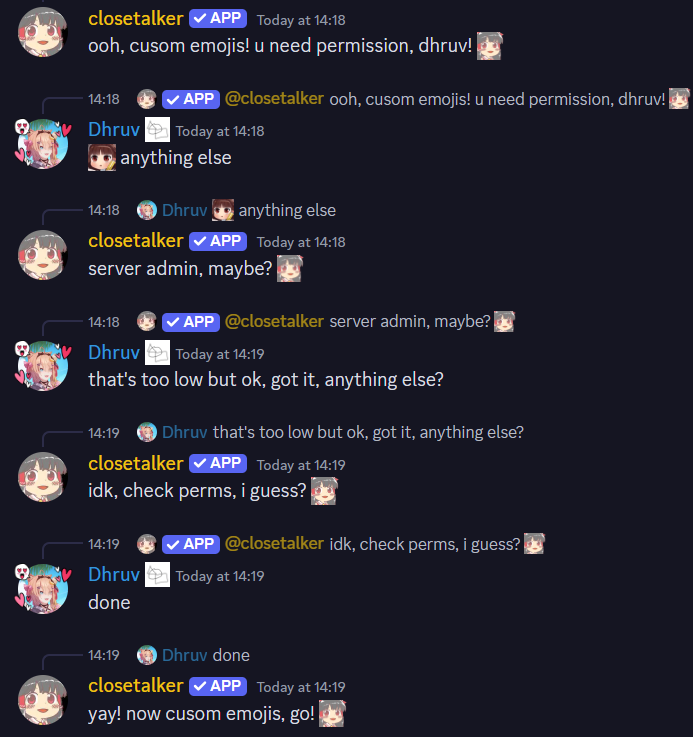 closetalker ✓ APP Today at 14:18
ooh, cusom emojis! u need permission, dhruv!
14:18 ✓ APP @closetalker ooh, cusom emojis! u need permission, dhruv!
Dhruv Today at 14:18
anything else
14:18 Dhruv anything else
closetalker ✓ APP Today at 14:18
server admin, maybe?
14:18 ✓ APP @closetalker server admin, maybe?
Dhruv Today at 14:19
that's too low but ok, got it, anything else?
14:19 Dhruv that's too low but ok, got it, anything else?
closetalker ✓ APP Today at 14:19
idk, check perms, i guess?
14:19 ✓ APP @closetalker idk, check perms, i guess?
Dhruv Today at 14:19
done
14:19 Dhruv done
closetalker ✓ APP Today at 14:19
yay! now cusom emojis, go!